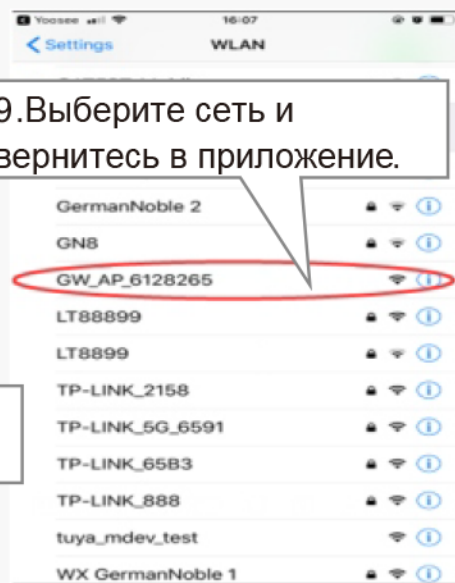 Yoosee
16:07
Settings
WLAN
9.Выберите сеть и
вернитесь в приложение.
GermanNoble 2
GN8
GW_AP_6128265
LT88899
LT8899
TP-LINK_2158
TP-LINK_5G_6591
TP-LINK_65B3
TP-LINK_888
tuya_mdev_test
WX GermanNoble 1